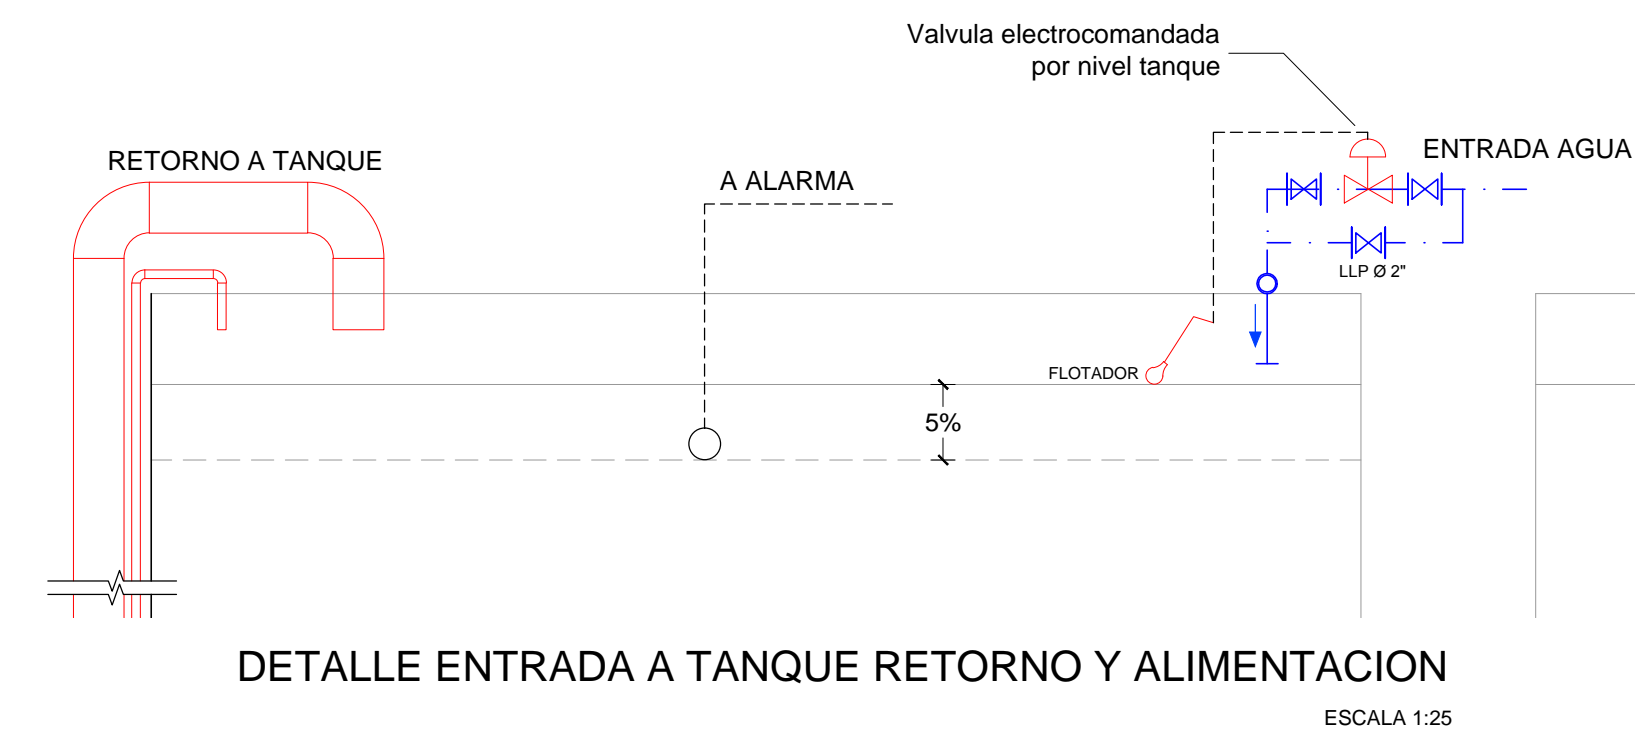 Valvula electrocomandada
por nivel tanque
RETORNO A TANQUE
A ALARMA
ENTRADA AGUA
LLP Ø 2"
FLOTADOR
5%
DETALLE ENTRADA A TANQUE RETORNO Y ALIMENTACION
ESCALA 1:25